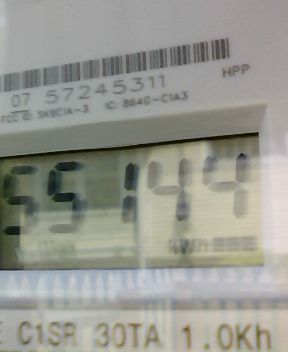 07 57245311 HPP
FCC ID: SK9C1A-3 IC: 864G-C1A3
55144
kWh
C1SR 30TA 1.0Kh